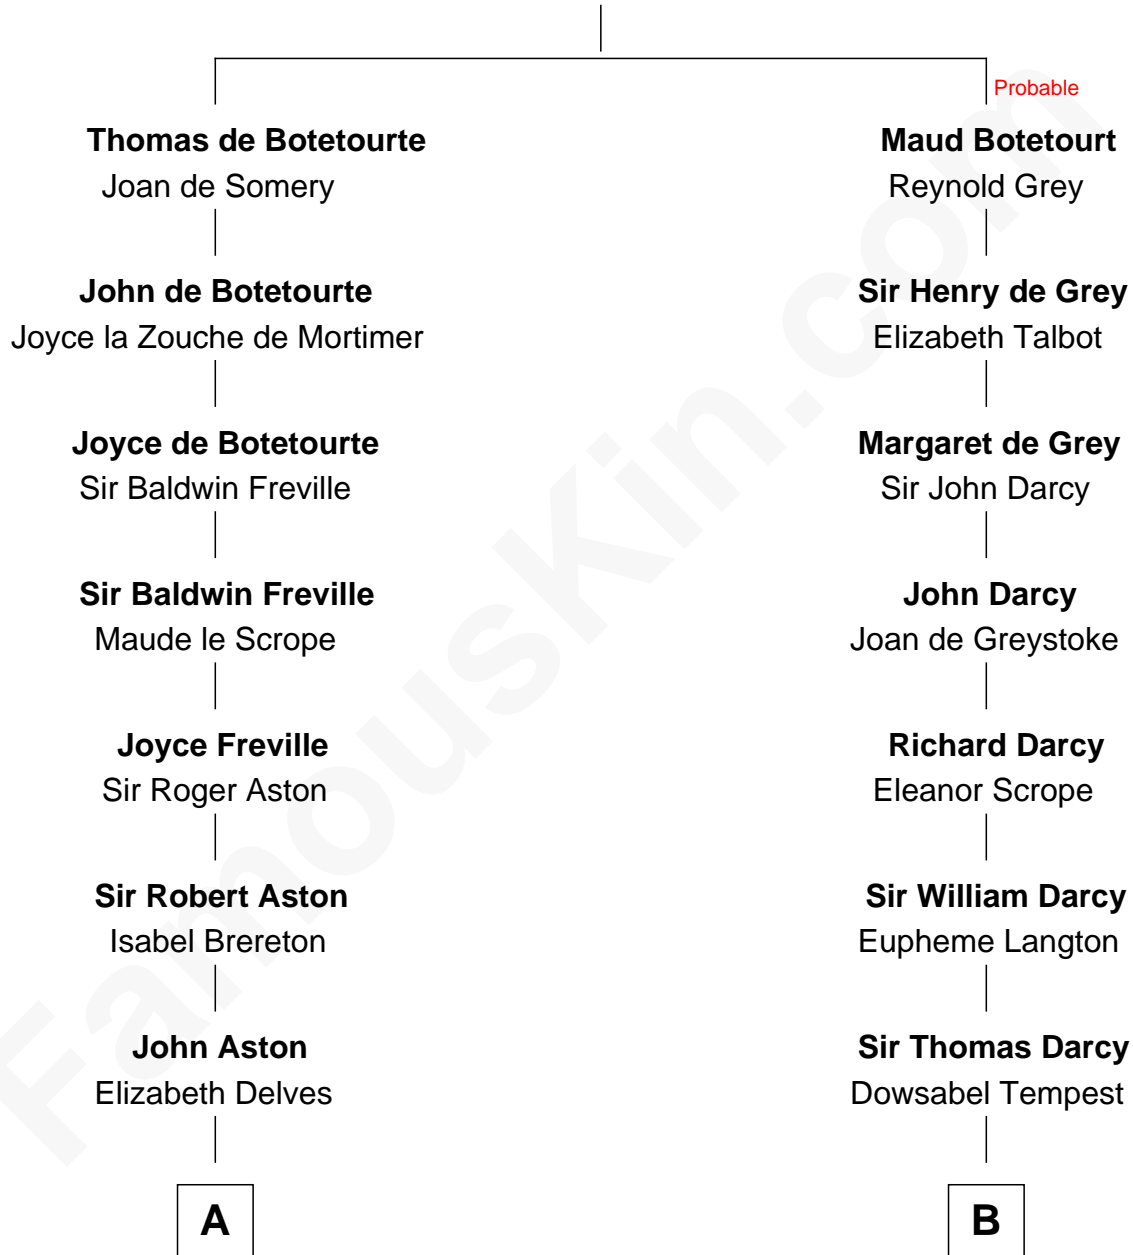 Probable
Thomas de Botetourte
Joan de Somery
Maud Botetourt
Reynold Grey
John de Botetourte
Joyce la Zouche de Mortimer
Sir Henry de Grey
Elizabeth Talbot
Joyce de Botetourte
Sir Baldwin Freville
Margaret de Grey
Sir John Darcy
Sir Baldwin Freville
Maude le Scrope
John Darcy
Joan de Greystoke
Joyce Freville
Sir Roger Aston
Richard Darcy
Eleanor Scrope
Sir Robert Aston
Isabel Brereton
Sir William Darcy
Eupheme Langton
John Aston
Elizabeth Delves
Sir Thomas Darcy
Dowsabel Tempest
A
B
FamousKin.com